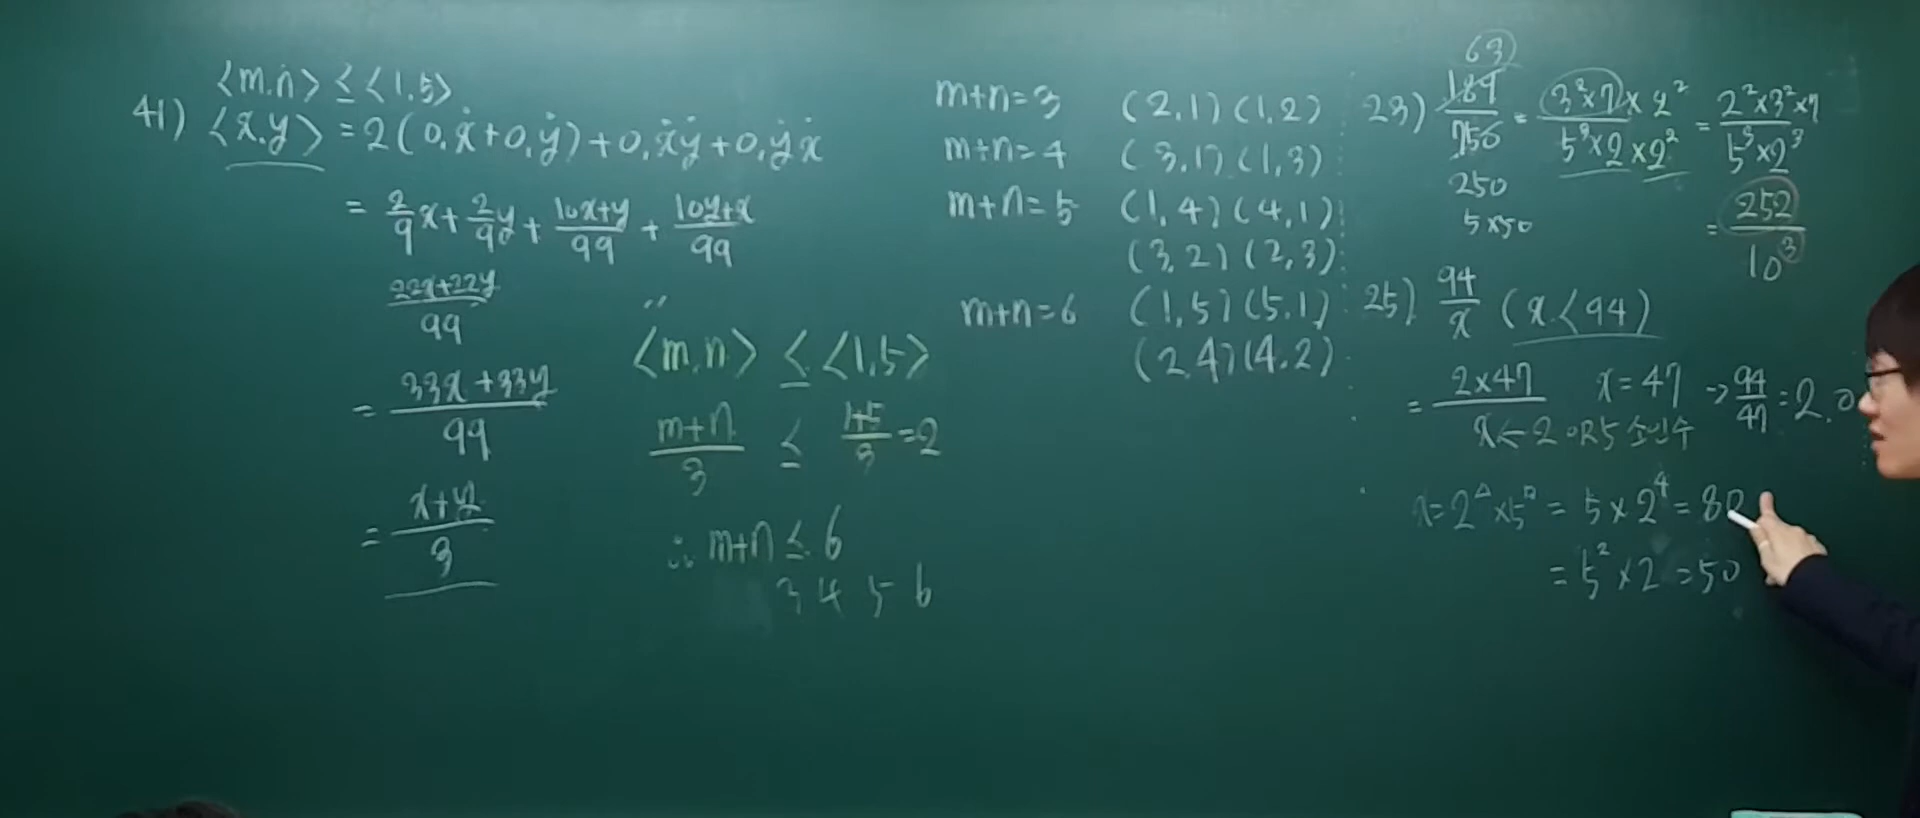 41) <m.n> ≤ <1.5>
<x.y> = 2(0.ẋ+0.ẏ)+0.ẋẏ+0.ẏẋ
= 2/9 x + 2/9 y + (10x+y)/99 + (10y+x)/99
(22x+22y)/99
= (33x+33y)/99
= (x+y)/3
<m.n> ≤ <1.5>
(m+n)/3 ≤ (1+5)/3 = 2
∴ m+n ≤ 6
3 4 5 6
m+n=3 (2,1) (1,2)
m+n=4 (3,1) (1,3)
m+n=5 (1,4) (4,1)
(3,2) (2,3)
m+n=6 (1,5) (5.1)
(2.4) (4.2)
63
23) 189/750 = (3²×7×2²)/(5³×2×2²) = (2²×3²×7)/(5³×2³)
250
5×50
= 252/10³
25) 94/x (x<94)
= (2×47)/x x=47 → 94/47 = 2.0
x ← 2 OR 5 소인수
x=2^△×5^□ = 5×2⁴ = 80
= 5²×2 = 50